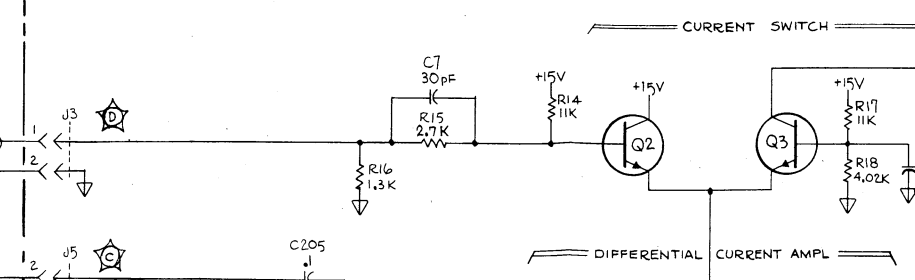 CURRENT SWITCH
C7
30pF
+15V
+15V
+15V
J3
D
R14
11K
R17
11K
1
R15
2.7K
Q2
Q3
2
R16
1.3K
R18
4.02K
C205
.1
J5
C
2
DIFFERENTIAL CURRENT AMPL